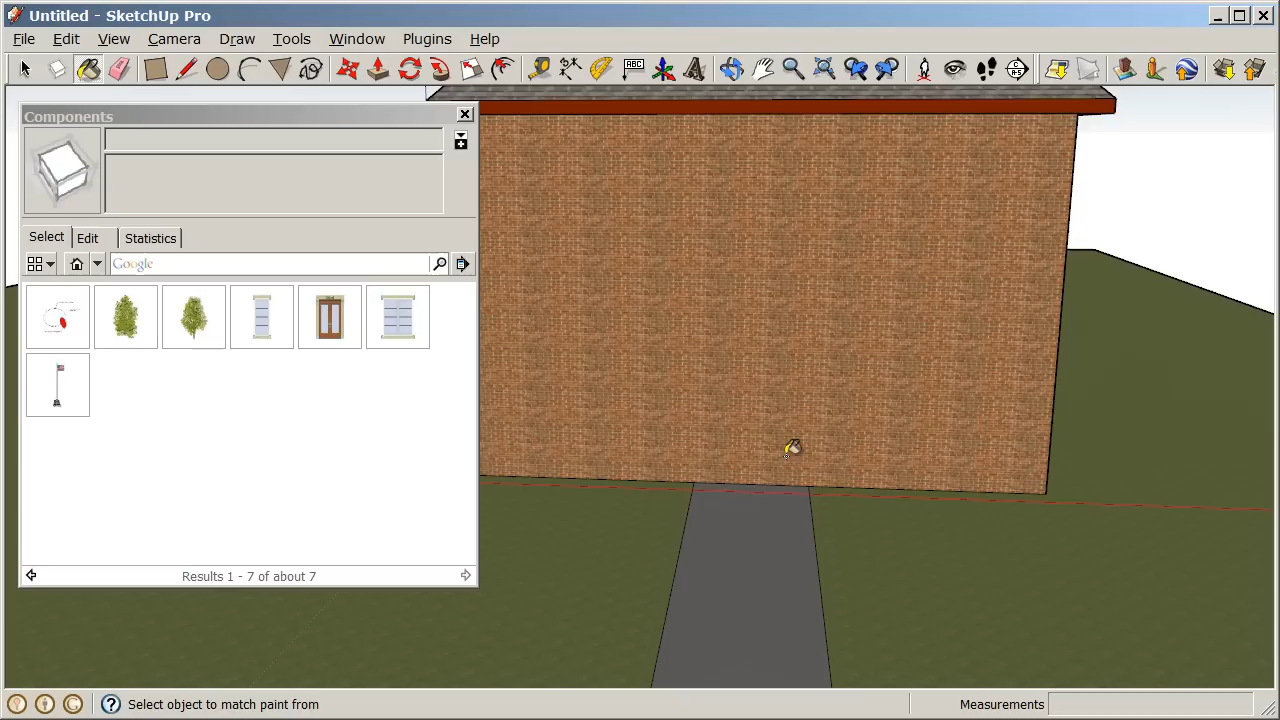 Untitled - SketchUp Pro
File Edit View Camera Draw Tools Window Plugins Help
ABC
Components
Select Edit Statistics
Google
Results 1 - 7 of about 7
Select object to match paint from
Measurements